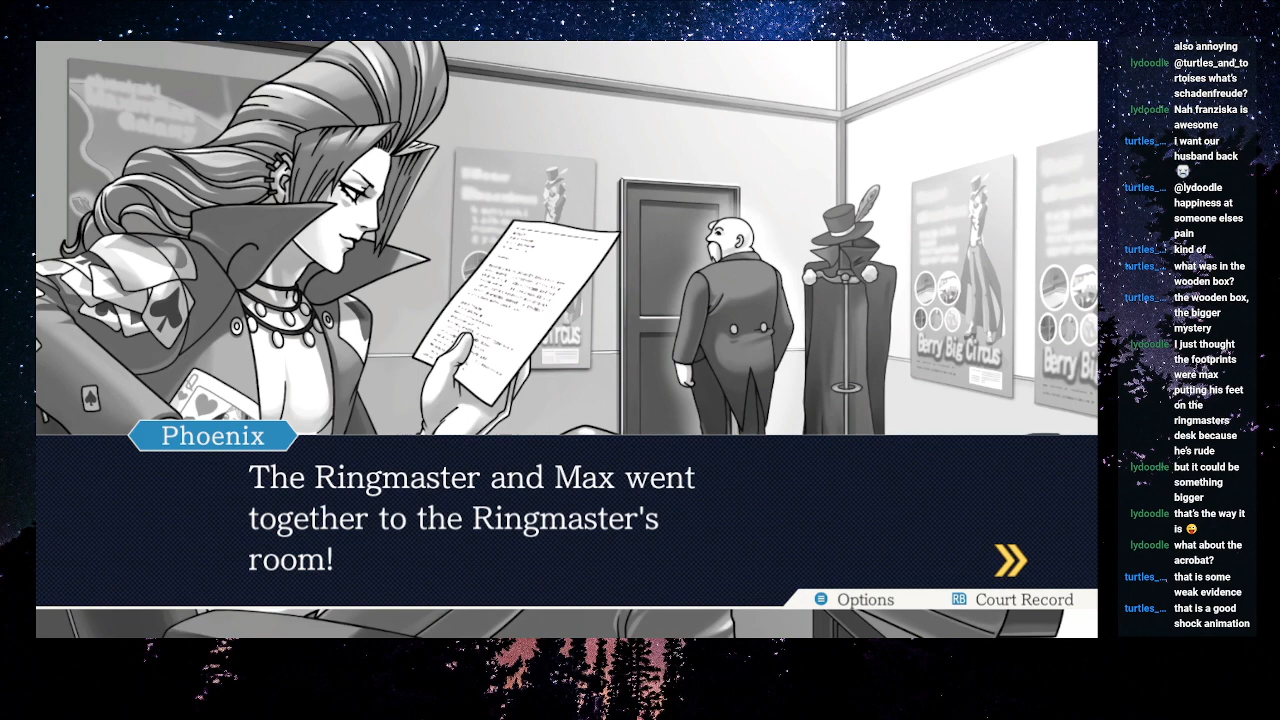 Berry Big Circus
Berry Big
Phoenix
The Ringmaster and Max went
together to the Ringmaster's
room!
Options
RB
Court Record
also annoying
lydoodle @turtles_and_to
rtoises what's
schadenfreude?
lydoodle Nah franziska is
awesome
turtles_... i want our
husband back
turtles_... @lydoodle
happiness at
someone elses
pain
turtles_... kind of
turtles_... what was in the
wooden box?
turtles_... the wooden box,
the bigger
mystery
lydoodle I just thought
the footprints
were max
putting his feet
on the
ringmasters
desk because
he's rude
lydoodle but it could be
something
bigger
lydoodle that's the way it
is
lydoodle what about the
acrobat?
turtles_... that is some
weak evidence
turtles_... that is a good
shock animation